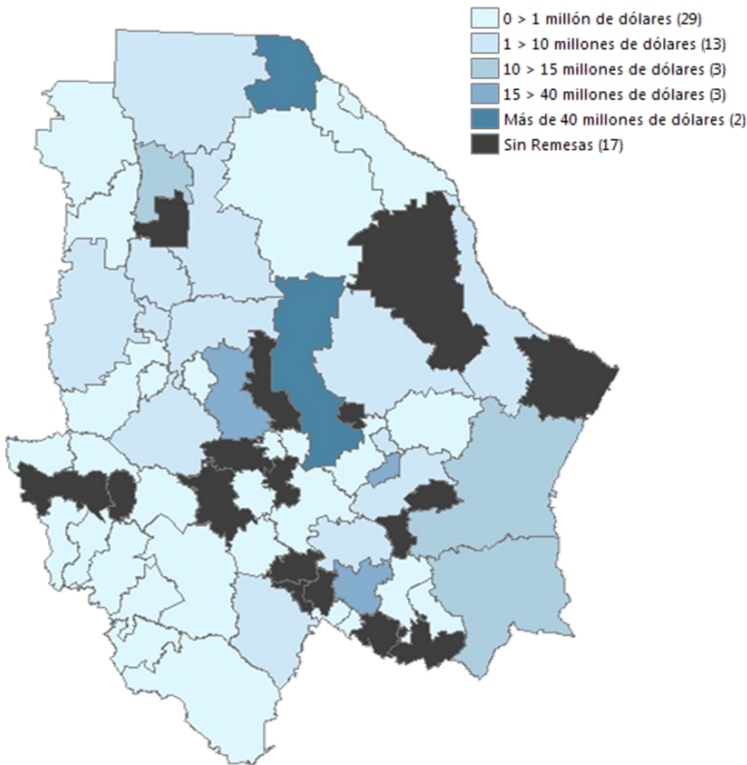 0 > 1 millón de dólares (29)
1 > 10 millones de dólares (13)
10 > 15 millones de dólares (3)
15 > 40 millones de dólares (3)
Más de 40 millones de dólares (2)
Sin Remesas (17)